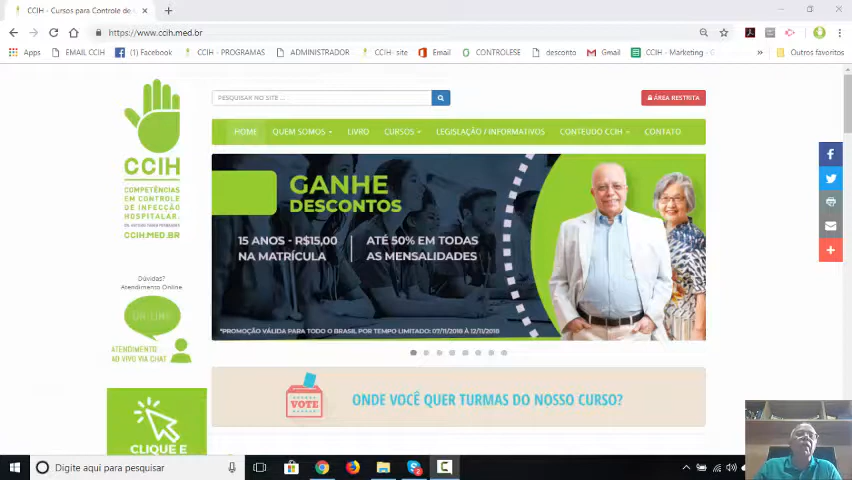 CCIH - Cursos para Controle de
https://www.ccih.med.br
Apps
EMAIL CCIH
(1) Facebook
CCIH - PROGRAMAS
ADMINISTRADOR
CCIH- site
Email
CONTROLESE
desconto
Gmail
CCIH - Marketing - G
Outros favoritos
PESQUISAR NO SITE ...
ÁREA RESTRITA
HOME
QUEM SOMOS
LIVRO
CURSOS
LEGISLAÇÃO / INFORMATIVOS
CONTEÚDO CCIH
CONTATO
CCIH
COMPETÊNCIAS
EM CONTROLE
DE INFECÇÃO
HOSPITALAR.
CCIH.MED.BR
GANHE
DESCONTOS
15 ANOS - R$15,00
NA MATRÍCULA
ATÉ 50% EM TODAS
AS MENSALIDADES
*PROMOÇÃO VÁLIDA PARA TODO O BRASIL POR TEMPO LIMITADO: 07/11/2018 À 12/11/2018
Dúvidas?
Atendimento Online
ON-LINE
ATENDIMENTO
AO VIVO VIA CHAT
VOTE
ONDE VOCÊ QUER TURMAS DO NOSSO CURSO?
CLIQUE E
Digite aqui para pesquisar